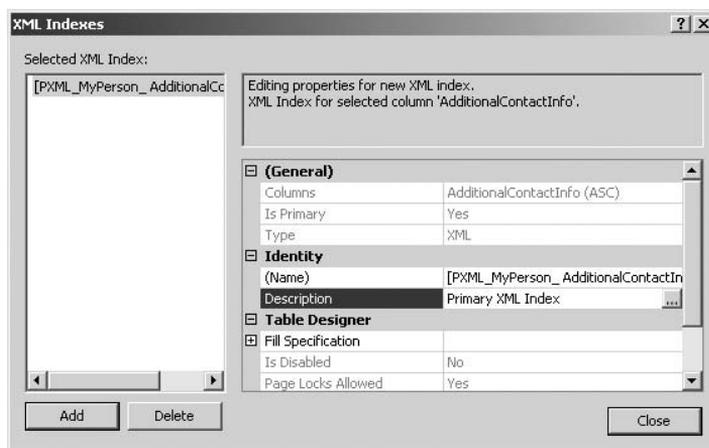 XML Indexes
Selected XML Index:
[PXML_MyPerson_ AdditionalCc
Editing properties for new XML index.
XML Index for selected column 'AdditionalContactInfo'.
(General)
Columns AdditionalContactInfo (ASC)
Is Primary Yes
Type XML
Identity
(Name) [PXML_MyPerson_ AdditionalContactIn
Description Primary XML Index ...
Table Designer
Fill Specification
Is Disabled No
Page Locks Allowed Yes
Add Delete
Close